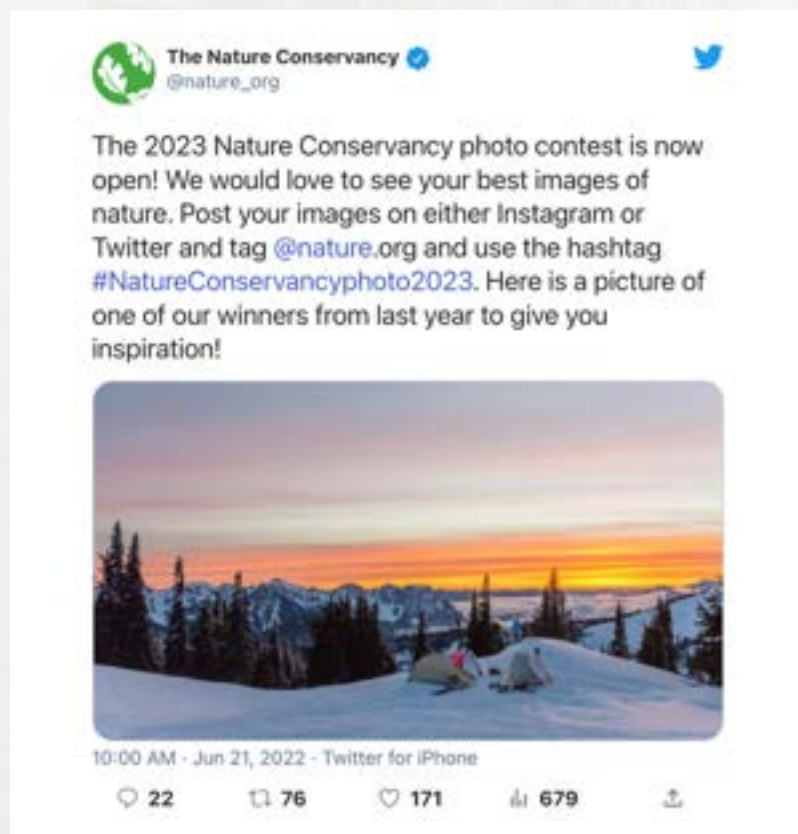 The Nature Conservancy
@nature_org
The 2023 Nature Conservancy photo contest is now
open! We would love to see your best images of
nature. Post your images on either Instagram or
Twitter and tag @nature.org and use the hashtag
#NatureConservancyphoto2023. Here is a picture of
one of our winners from last year to give you
inspiration!
10:00 AM · Jun 21, 2022 · Twitter for iPhone
22 76 171 679